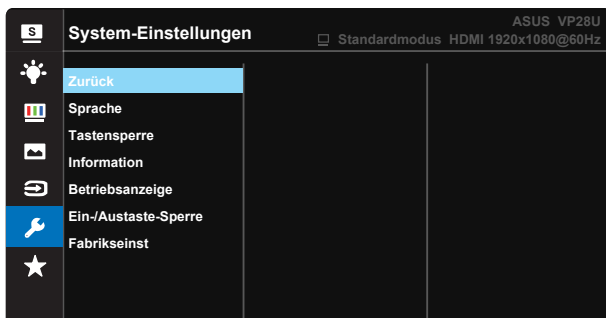 S
System-Einstellungen
ASUS VP28U
Standardmodus HDMI 1920x1080@60Hz
Zurück
Sprache
Tastensperre
Information
Betriebsanzeige
Ein-/Austaste-Sperre
Fabrikseinst